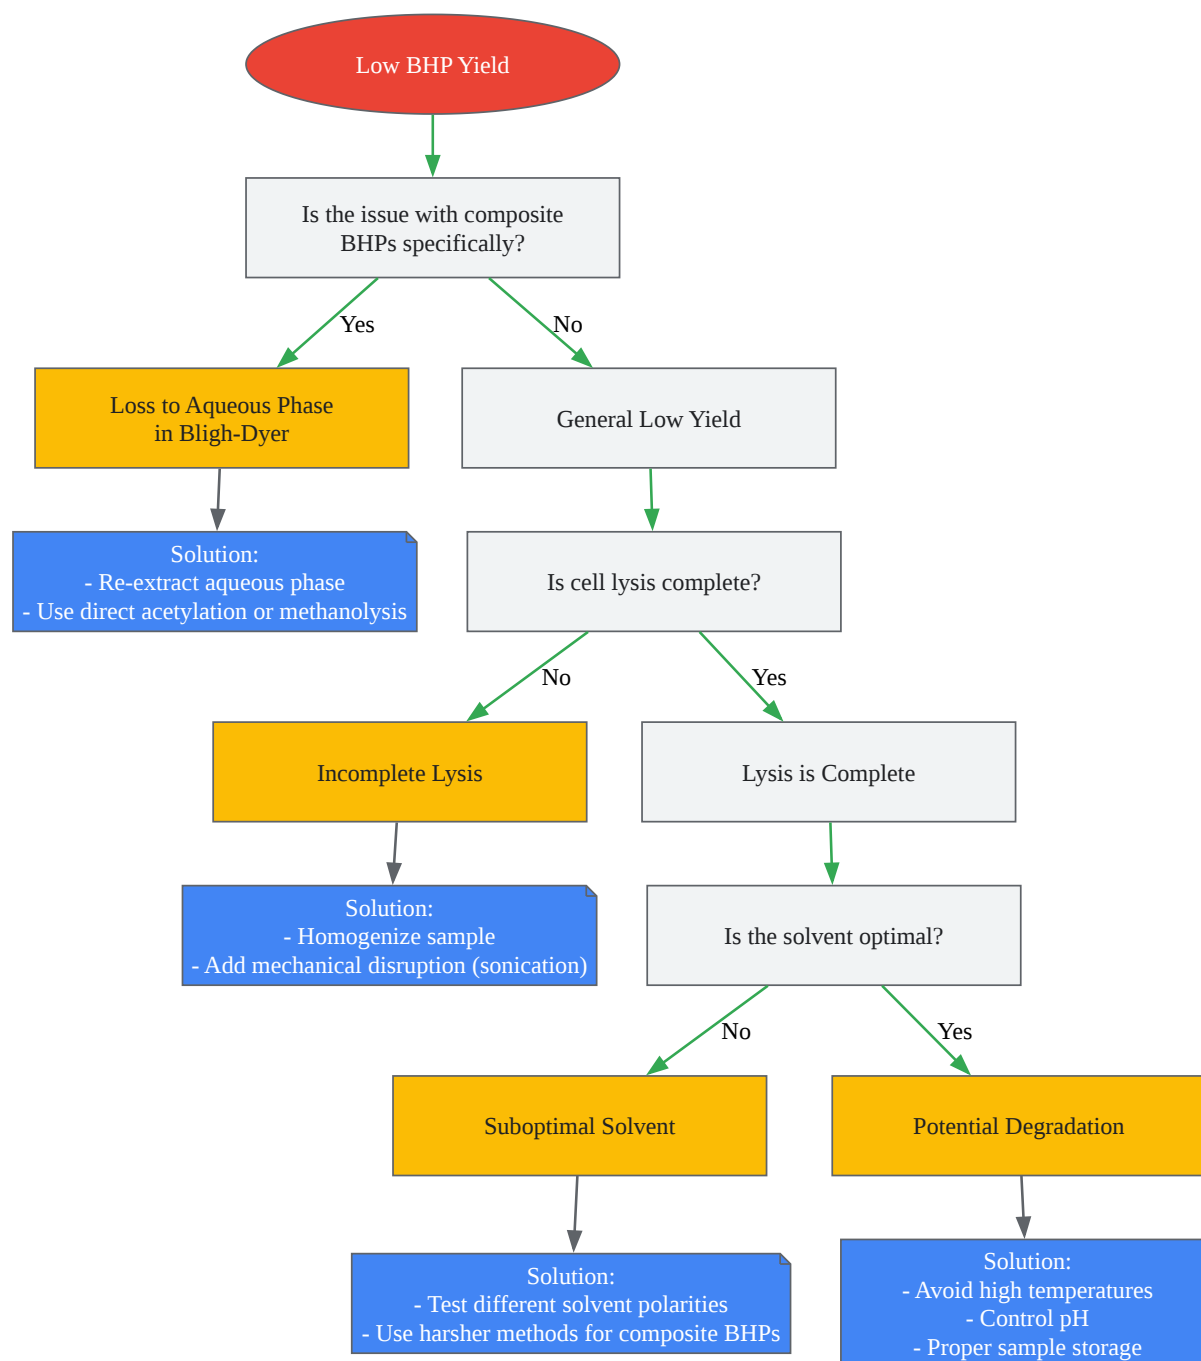 Low BHP Yield
Is the issue with composite
BHPs specifically?
Yes
No
Loss to Aqueous Phase
in Bligh-Dyer
General Low Yield
Solution:
- Re-extract aqueous phase
- Use direct acetylation or methanolysis
Is cell lysis complete?
No
Yes
Incomplete Lysis
Lysis is Complete
Solution:
- Homogenize sample
- Add mechanical disruption (sonication)
Is the solvent optimal?
No
Yes
Suboptimal Solvent
Potential Degradation
Solution:
- Test different solvent polarities
- Use harsher methods for composite BHPs
Solution:
- Avoid high temperatures
- Control pH
- Proper sample storage